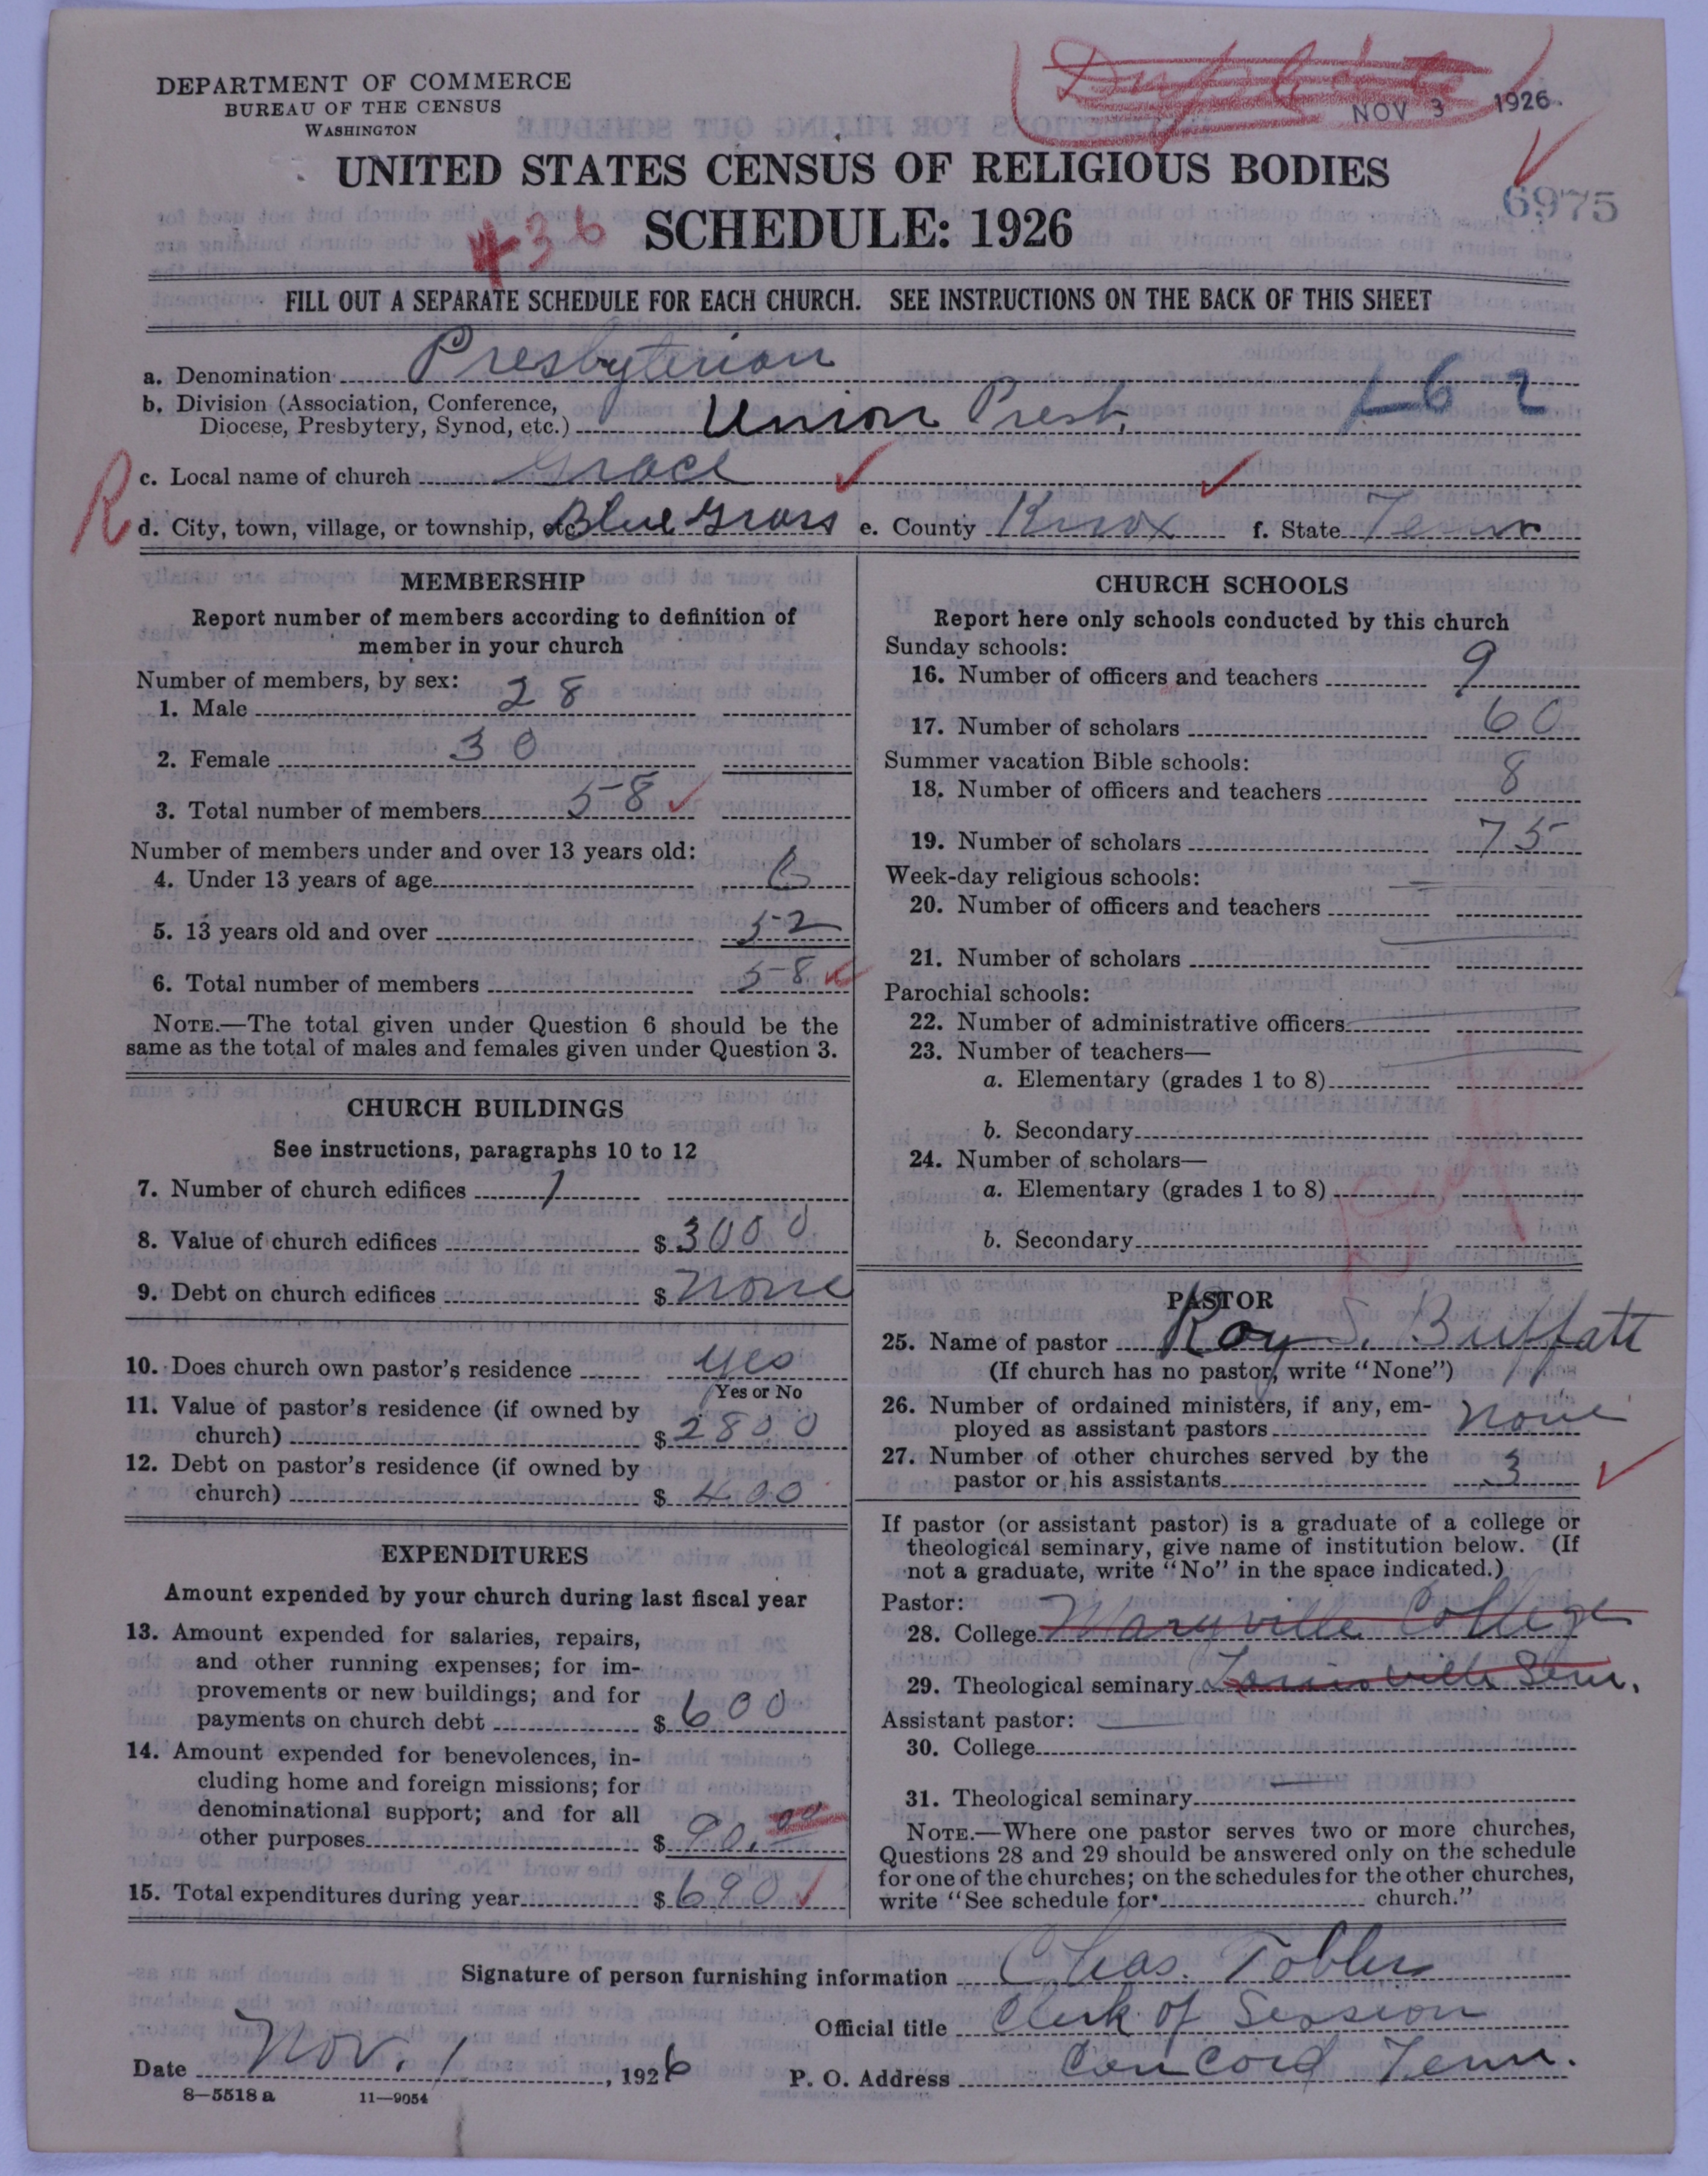 DEPARTMENT OF COMMERCE
BUREAU OF THE CENSUS
WASHINGTON
Duplicate
NOV 3 1926.
UNITED STATES CENSUS OF RELIGIOUS BODIES
6975
436
SCHEDULE: 1926
FILL OUT A SEPARATE SCHEDULE FOR EACH CHURCH. SEE INSTRUCTIONS ON THE BACK OF THIS SHEET
a. Denomination Presbyterian
b. Division (Association, Conference,
Diocese, Presbytery, Synod, etc.) Union Presb.
R
c. Local name of church Grace
d. City, town, village, or township, etc. Blue Grass e. County Knox f. State Tenn
MEMBERSHIP
Report number of members according to definition of
member in your church
Number of members, by sex:
1. Male 28
2. Female 30
3. Total number of members 58
Number of members under and over 13 years old:
4. Under 13 years of age 6
5. 13 years old and over 52
6. Total number of members 58
NOTE.—The total given under Question 6 should be the
same as the total of males and females given under Question 3.
CHURCH BUILDINGS
See instructions, paragraphs 10 to 12
7. Number of church edifices 1
8. Value of church edifices $ 3000
9. Debt on church edifices $ none
10. Does church own pastor's residence yes
Yes or No
11. Value of pastor's residence (if owned by
church) $ 2800
12. Debt on pastor's residence (if owned by
church) $ 400
EXPENDITURES
Amount expended by your church during last fiscal year
13. Amount expended for salaries, repairs,
and other running expenses; for im-
provements or new buildings; and for
payments on church debt $ 600
14. Amount expended for benevolences, in-
cluding home and foreign missions; for
denominational support; and for all
other purposes $ 90.00
15. Total expenditures during year $ 690
CHURCH SCHOOLS
Report here only schools conducted by this church
Sunday schools:
16. Number of officers and teachers 9
17. Number of scholars 60
Summer vacation Bible schools:
18. Number of officers and teachers 8
19. Number of scholars 75
Week-day religious schools:
20. Number of officers and teachers
21. Number of scholars
Parochial schools:
22. Number of administrative officers
23. Number of teachers—
a. Elementary (grades 1 to 8)
b. Secondary
24. Number of scholars—
a. Elementary (grades 1 to 8)
b. Secondary
PASTOR
25. Name of pastor Roy S. Buffatt
(If church has no pastor, write "None")
26. Number of ordained ministers, if any, em-
ployed as assistant pastors none
27. Number of other churches served by the
pastor or his assistants 3
If pastor (or assistant pastor) is a graduate of a college or
theological seminary, give name of institution below. (If
not a graduate, write "No" in the space indicated.)
Pastor:
28. College Maryville College
29. Theological seminary Louisville Sem.
Assistant pastor:
30. College
31. Theological seminary
NOTE.—Where one pastor serves two or more churches,
Questions 28 and 29 should be answered only on the schedule
for one of the churches; on the schedules for the other churches,
write "See schedule for church."
Signature of person furnishing information Chas. Tobler
Official title Clerk of Session
Date Nov. 1, 1926 P. O. Address Concord Tenn.
8—5518 a 11—9054